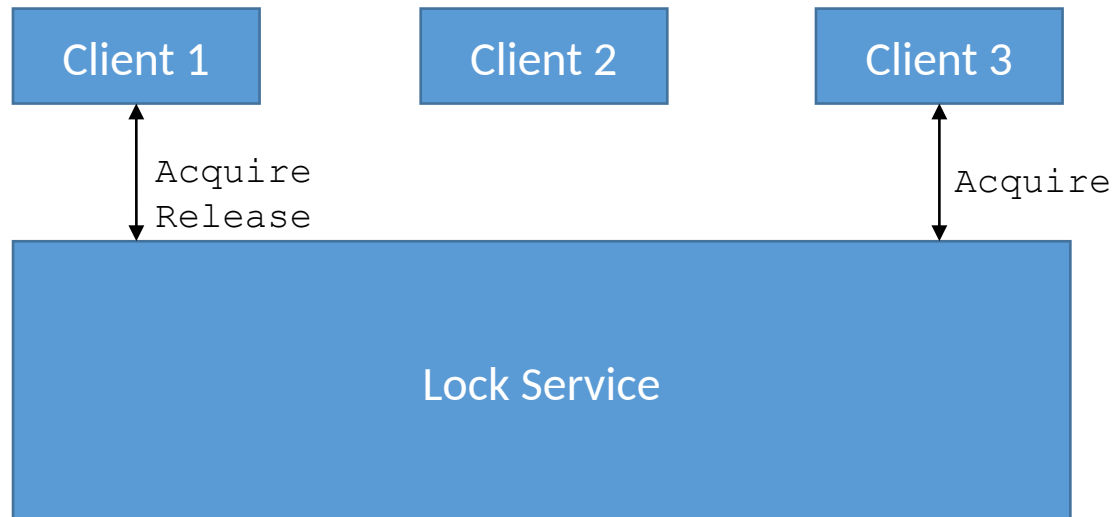 Client 1
Client 2
Client 3
Acquire
Release
Acquire
Lock Service